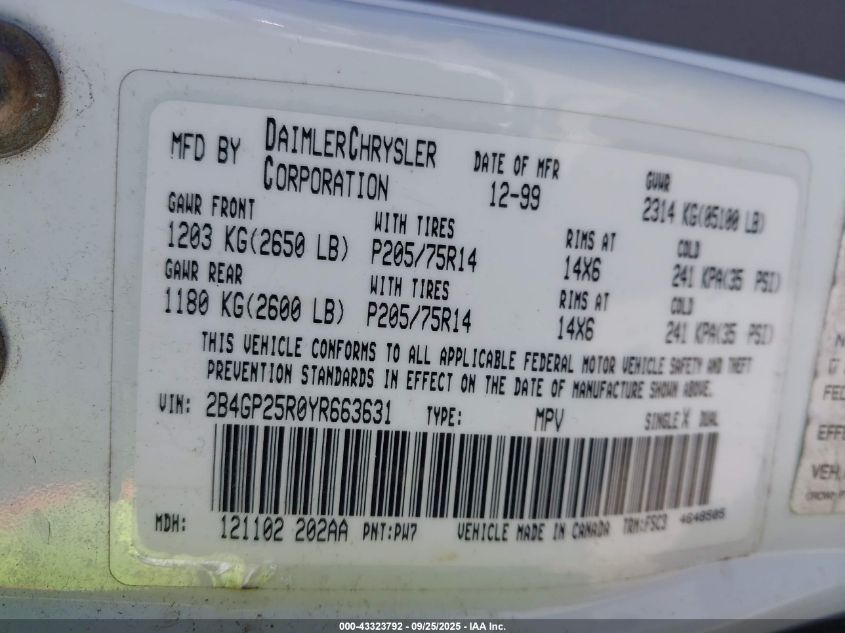 MFD BY DAIMLERCHRYSLER CORPORATION DATE OF MFR 12-99 GVWR 2314 KG(05100 LB)
GAWR FRONT WITH TIRES RIMS AT COLD
1203 KG(2650 LB) P205/75R14 14X6 241 KPA(35 PSI)
GAWR REAR WITH TIRES RIMS AT COLD
1180 KG(2600 LB) P205/75R14 14X6 241 KPA(35 PSI)
THIS VEHICLE CONFORMS TO ALL APPLICABLE FEDERAL MOTOR VEHICLE SAFETY AND THEFT
PREVENTION STANDARDS IN EFFECT ON THE DATE OF MANUFACTURE SHOWN ABOVE.
VIN: 2B4GP25R0YR663631 TYPE: MPV SINGLE X DUAL
MDH: 121102 202AA PNT:PW7 VEHICLE MADE IN CANADA TRM:FSC3 4648505
FED
EFFE
VEH.
000-43323792 - 09/25/2025 - IAA Inc.